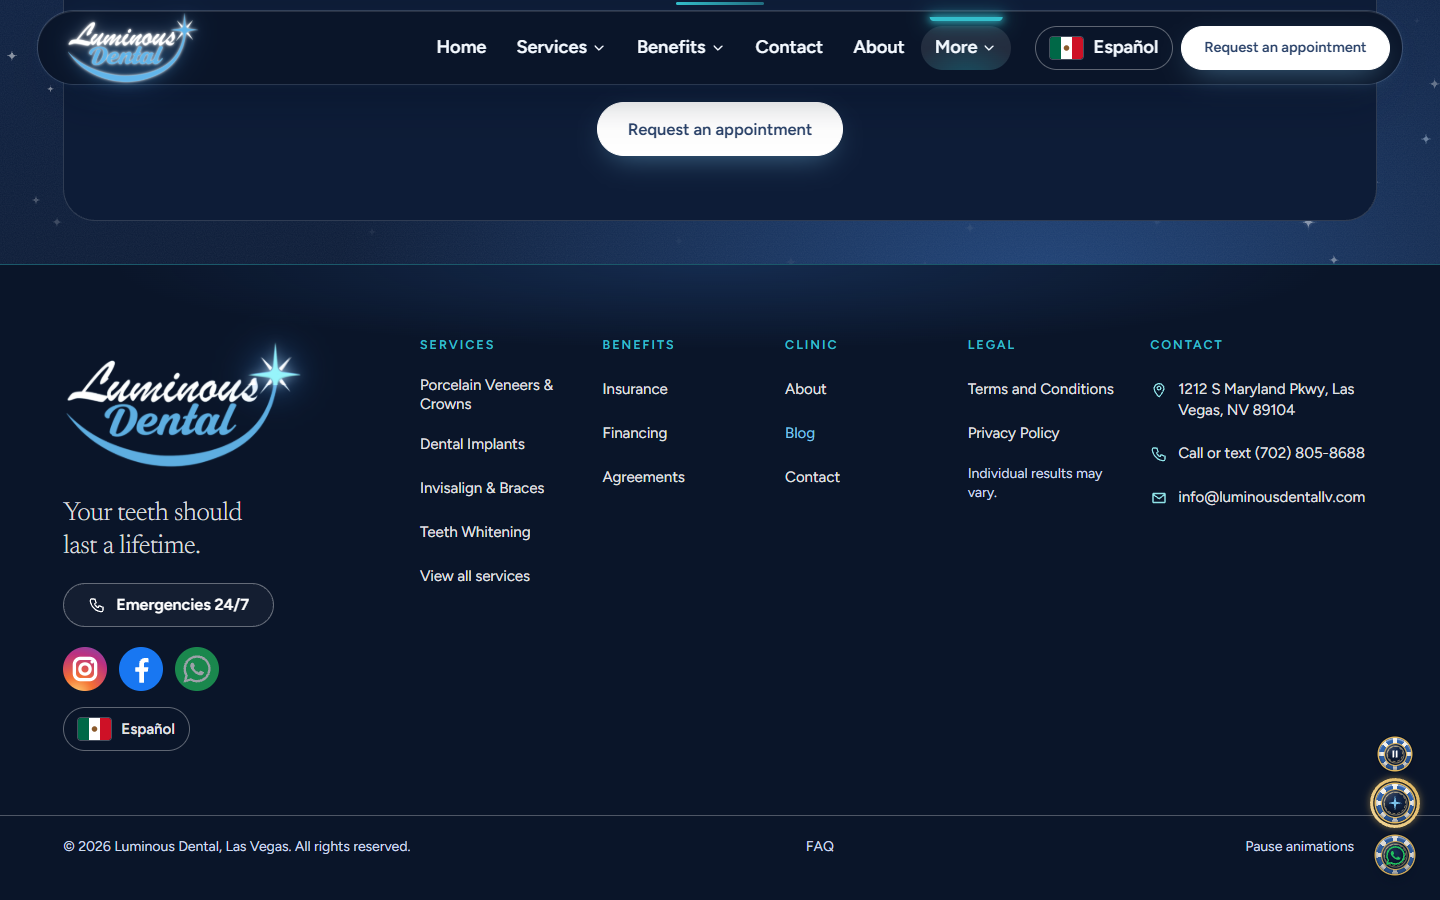 Luminous
Dental
Home
Services
Benefits
Contact
About
More
Español
Request an appointment
Request an appointment
Luminous
Dental
Your teeth should
last a lifetime.
Emergencies 24/7
Español
SERVICES
Porcelain Veneers &
Crowns
Dental Implants
Invisalign & Braces
Teeth Whitening
View all services
BENEFITS
Insurance
Financing
Agreements
CLINIC
About
Blog
Contact
LEGAL
Terms and Conditions
Privacy Policy
Individual results may
vary.
CONTACT
1212 S Maryland Pkwy, Las
Vegas, NV 89104
Call or text (702) 805-8688
info@luminousdentallv.com
© 2026 Luminous Dental, Las Vegas. All rights reserved.
FAQ
Pause animations